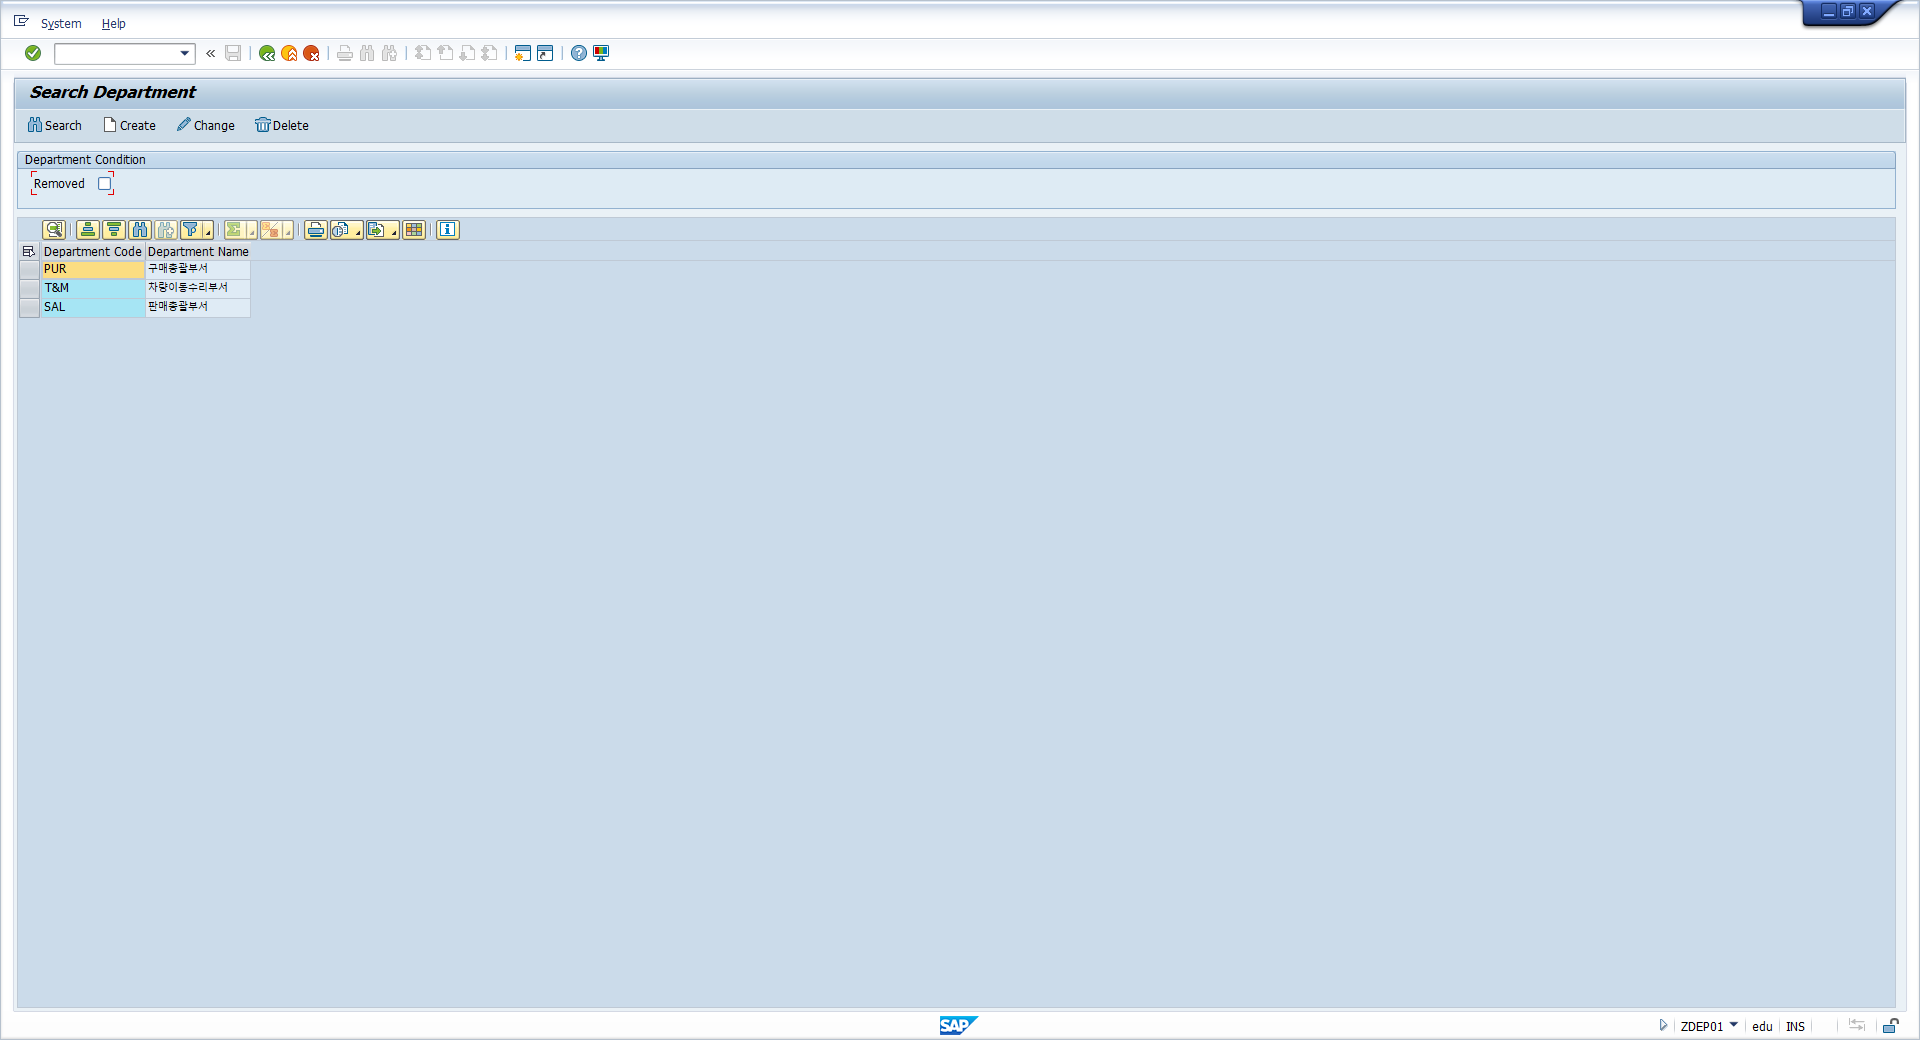 System Help
Search Department
Search Create Change Delete
Department Condition
Removed
Department Code Department Name
PUR 구매총괄부서
T&M 차량이동수리부서
SAL 판매총괄부서
SAP
ZDEP01 edu INS